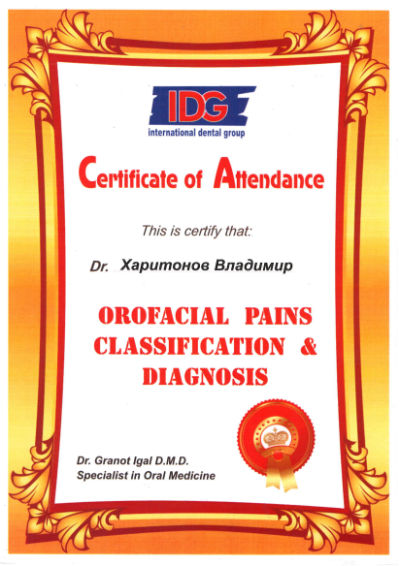 IDG
international dental group
Certificate of Attendance
This is certify that:
Dr. Харитонов Владимир
OROFACIAL PAINS
CLASSIFICATION &
DIAGNOSIS
Dr. Granot Igal D.M.D.
Specialist in Oral Medicine